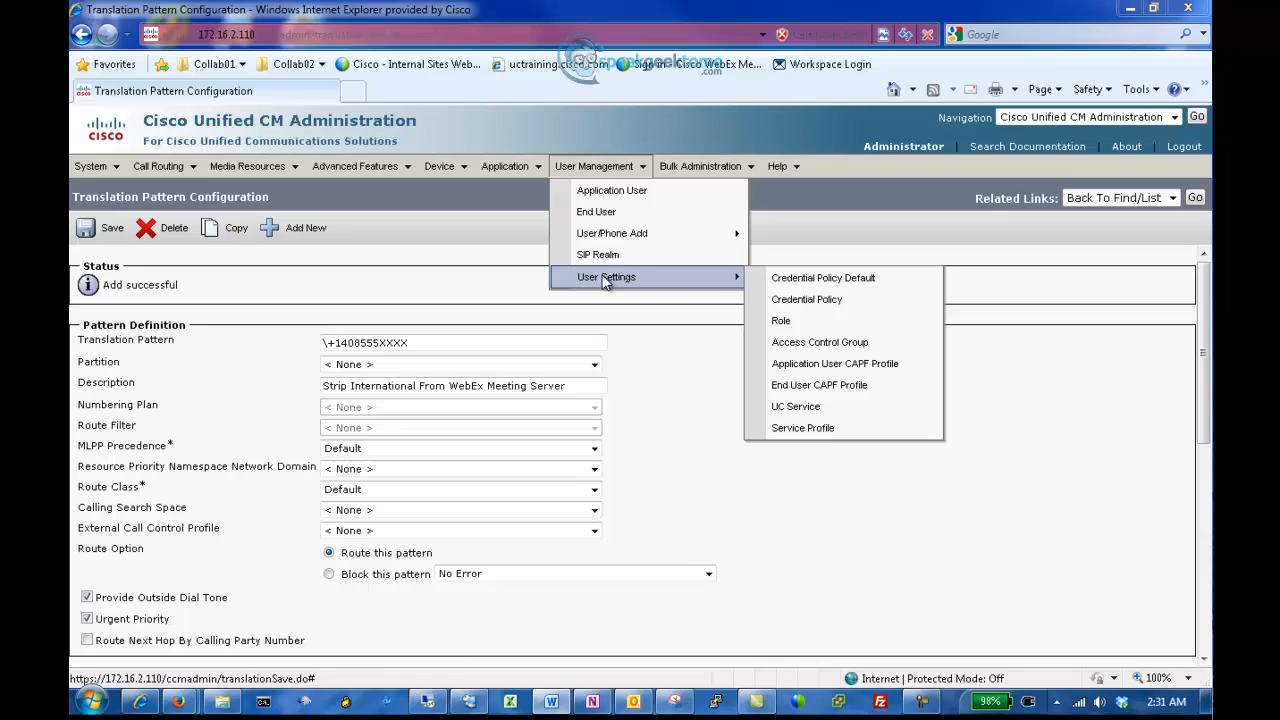 Translation Pattern Configuration - Windows Internet Explorer provided by Cisco
172.16.2.110
Google
Favorites Collab01 Collab02 Cisco - Internal Sites Web... uctraining.cisco.com Sign In - Cisco WebEx Me... Workspace Login
speakgeektome
.com
Translation Pattern Configuration
Page Safety Tools
CISCO
Cisco Unified CM Administration
For Cisco Unified Communications Solutions
Navigation Cisco Unified CM Administration Go
Administrator | Search Documentation | About | Logout
System Call Routing Media Resources Advanced Features Device Application User Management Bulk Administration Help
Translation Pattern Configuration
Related Links: Back To Find/List Go
Save Delete Copy Add New
Application User
End User
User/Phone Add
SIP Realm
User Settings
Credential Policy Default
Credential Policy
Role
Access Control Group
Application User CAPF Profile
End User CAPF Profile
UC Service
Service Profile
Status
Add successful
Pattern Definition
Translation Pattern \+1408555XXXX
Partition < None >
Description Strip International From WebEx Meeting Server
Numbering Plan < None >
Route Filter < None >
MLPP Precedence* Default
Resource Priority Namespace Network Domain < None >
Route Class* Default
Calling Search Space < None >
External Call Control Profile < None >
Route Option Route this pattern
Block this pattern No Error
Provide Outside Dial Tone
Urgent Priority
Route Next Hop By Calling Party Number
https://172.16.2.110/ccmadmin/translationSave.do#
Internet | Protected Mode: Off
100%
98%
2:31 AM